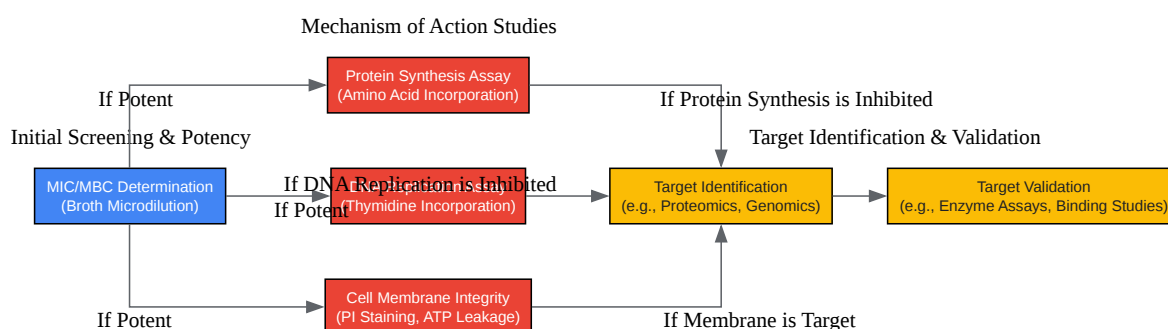 Mechanism of Action Studies
Protein Synthesis Assay
(Amino Acid Incorporation)
If Potent
If Protein Synthesis is Inhibited
Initial Screening & Potency
Target Identification & Validation
MIC/MBC Determination
(Broth Microdilution)
If DNA Replication is Inhibited
If Potent
DNA Replication Assay
(Thymidine Incorporation)
Target Identification
(e.g., Proteomics, Genomics)
Target Validation
(e.g., Enzyme Assays, Binding Studies)
Cell Membrane Integrity
(PI Staining, ATP Leakage)
If Potent
If Membrane is Target